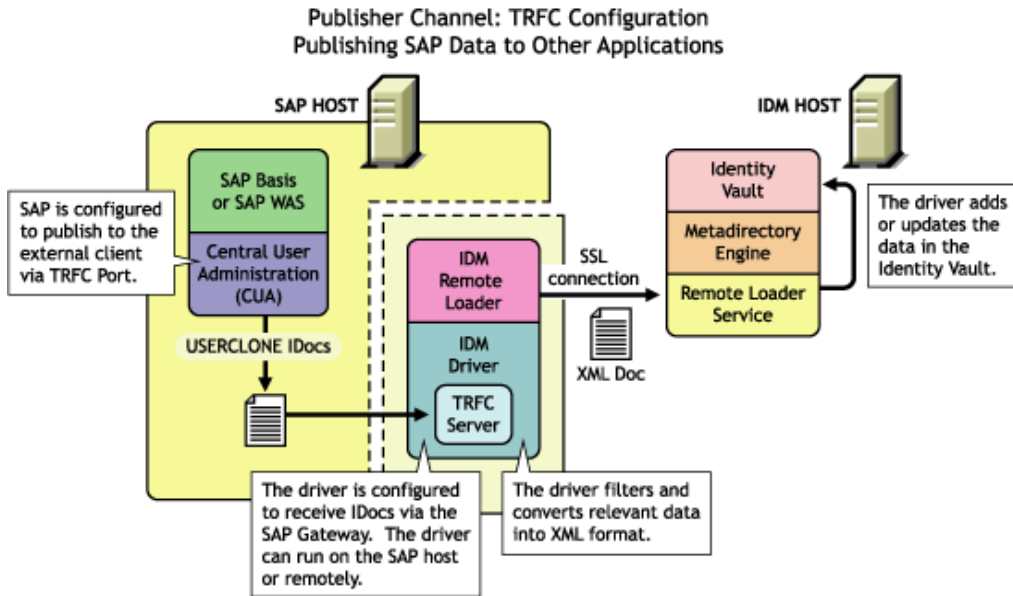 Publisher Channel: TRFC Configuration
Publishing SAP Data to Other Applications
SAP HOST
IDM HOST
SAP Basis
or SAP WAS
Central User
Administration
(CUA)
SAP is configured
to publish to the
external client
via TRFC Port.
USERCLONE IDocs
IDM
Remote
Loader
IDM
Driver
TRFC
Server
SSL
connection
XML Doc
Identity
Vault
Metadirectory
Engine
Remote Loader
Service
The driver adds
or updates the
data in the
Identity Vault.
The driver is configured
to receive IDocs via the
SAP Gateway. The driver
can run on the SAP host
or remotely.
The driver filters and
converts relevant data
into XML format.